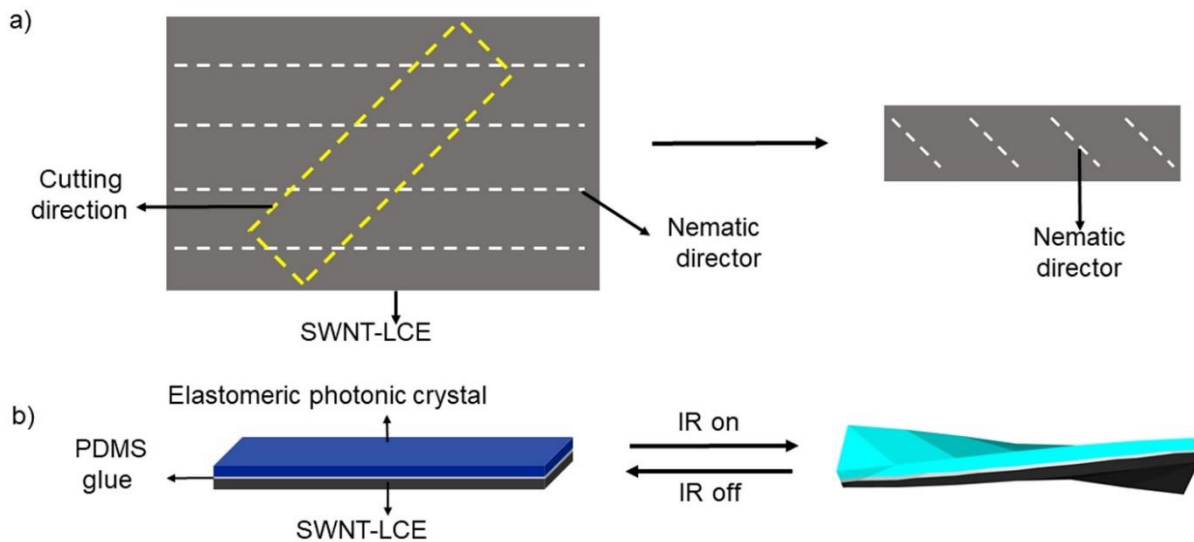 a)
Cutting
direction
Nematic
director
SWNT-LCE
Nematic
director
b)
Elastomeric photonic crystal
PDMS
glue
SWNT-LCE
IR on
IR off